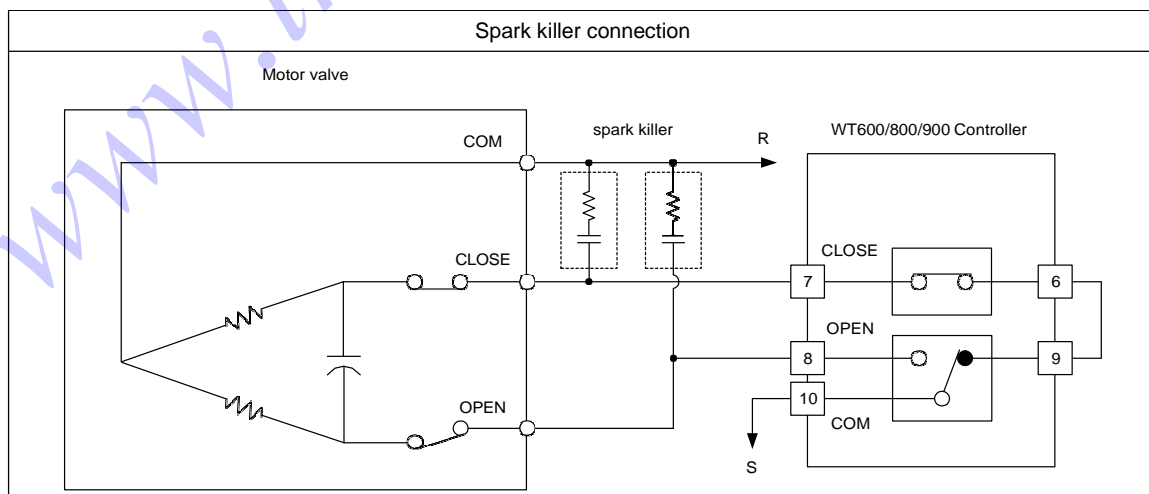 Spark killer connection
Motor valve
COM
spark killer
R
WT600/800/900 Controller
CLOSE
CLOSE
7
6
OPEN
8
9
OPEN
10
COM
S